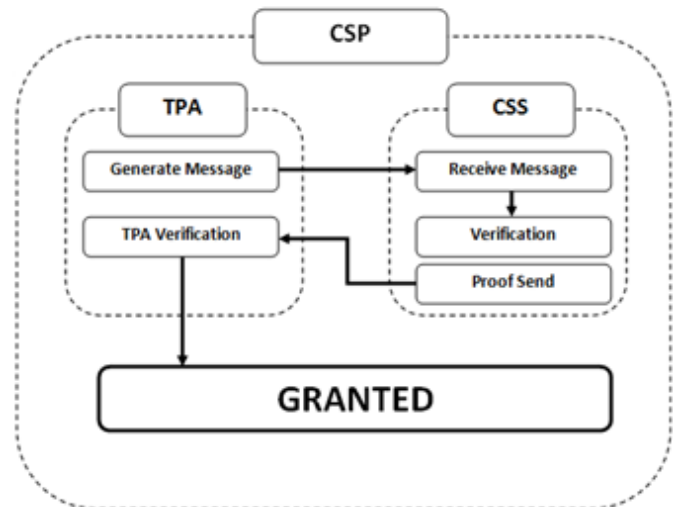 CSP
TPA
CSS
Generate Message
Receive Message
TPA Verification
Verification
Proof Send
GRANTED